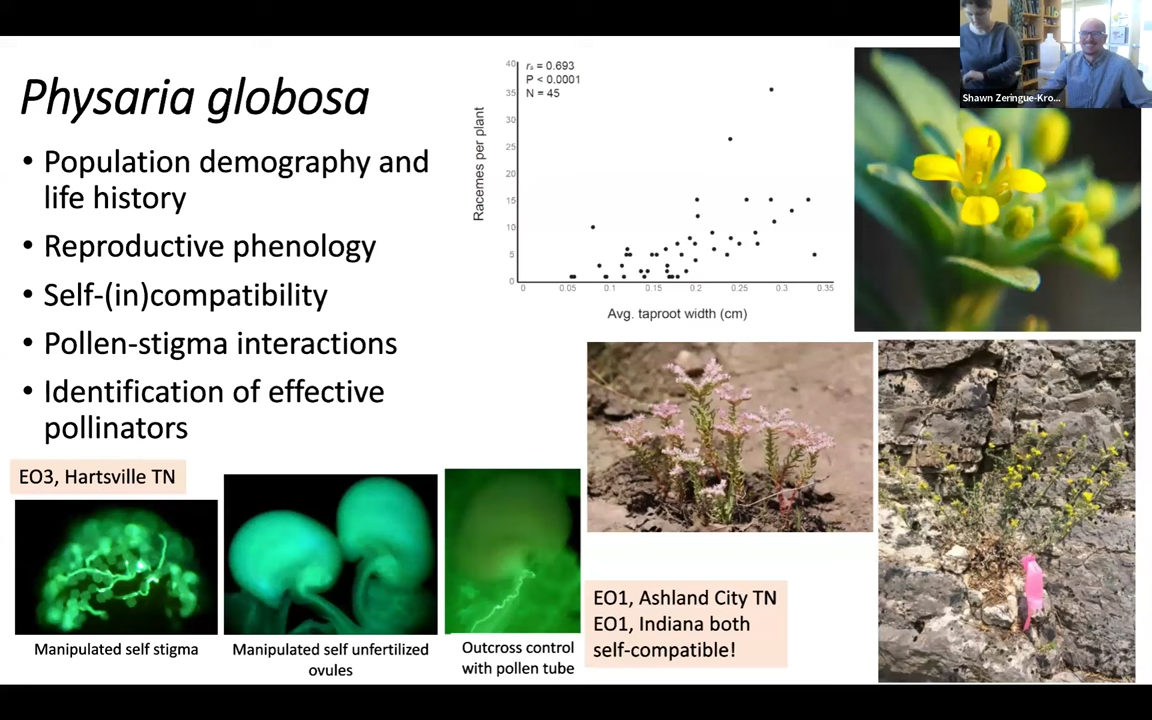 Physaria globosa
• Population demography and
life history
• Reproductive phenology
• Self-(in)compatibility
• Pollen-stigma interactions
• Identification of effective
pollinators
rₛ = 0.693
P < 0.0001
N = 45
Racemes per plant
40
35
30
25
20
15
10
5
0
0 0.05 0.1 0.15 0.2 0.25 0.3 0.35
Avg. taproot width (cm)
Shawn Zeringue-Kro...
EO3, Hartsville TN
Manipulated self stigma
Manipulated self unfertilized
ovules
Outcross control
with pollen tube
EO1, Ashland City TN
EO1, Indiana both
self-compatible!